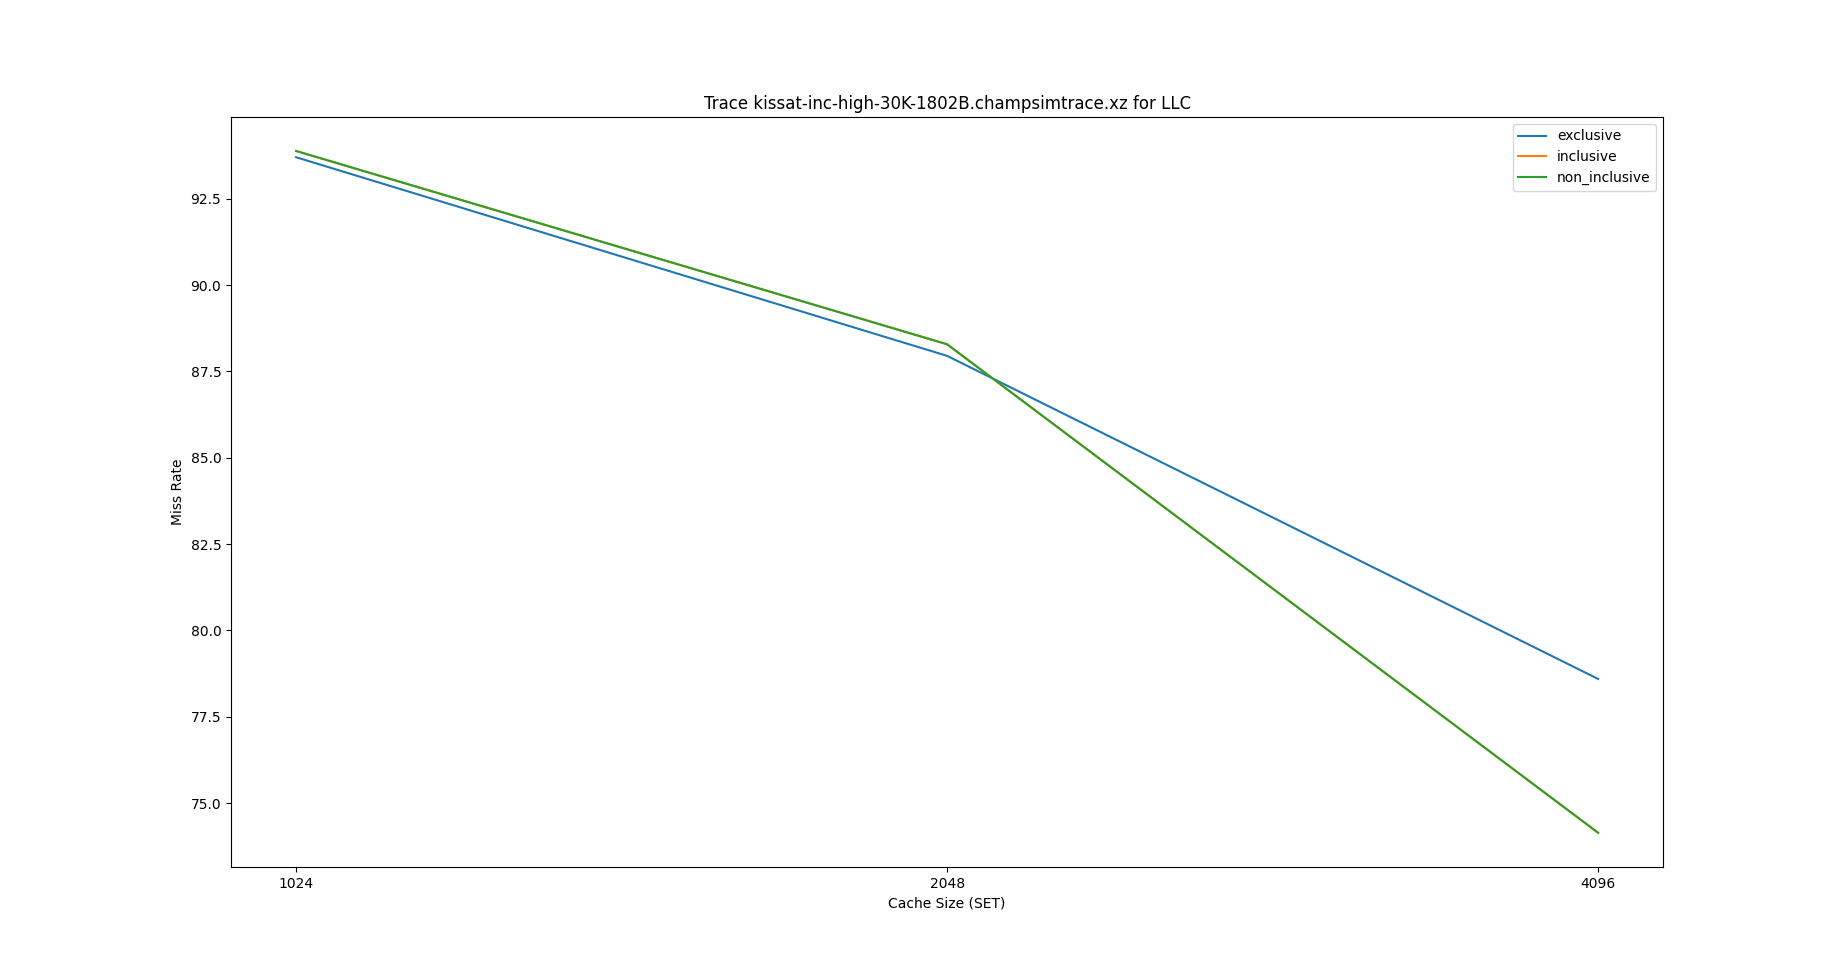 Trace kissat-inc-high-30K-1802B.champsimtrace.xz for LLC
exclusive
inclusive
non_inclusive
92.5
90.0
87.5
85.0
82.5
80.0
77.5
75.0
Miss Rate
1024 2048 4096
Cache Size (SET)